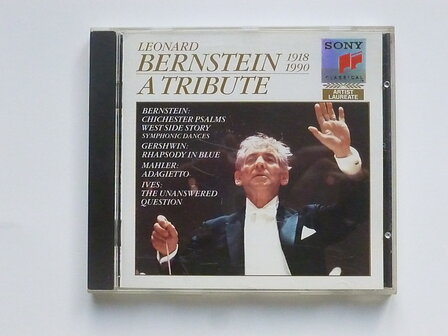 LEONARD
BERNSTEIN 1918
1990
A TRIBUTE
SONY
CLASSICAL
ARTIST
LAUREATE
BERNSTEIN:
CHICHESTER PSALMS
WEST SIDE STORY
SYMPHONIC DANCES
GERSHWIN:
RHAPSODY IN BLUE
MAHLER:
ADAGIETTO
IVES:
THE UNANSWERED
QUESTION